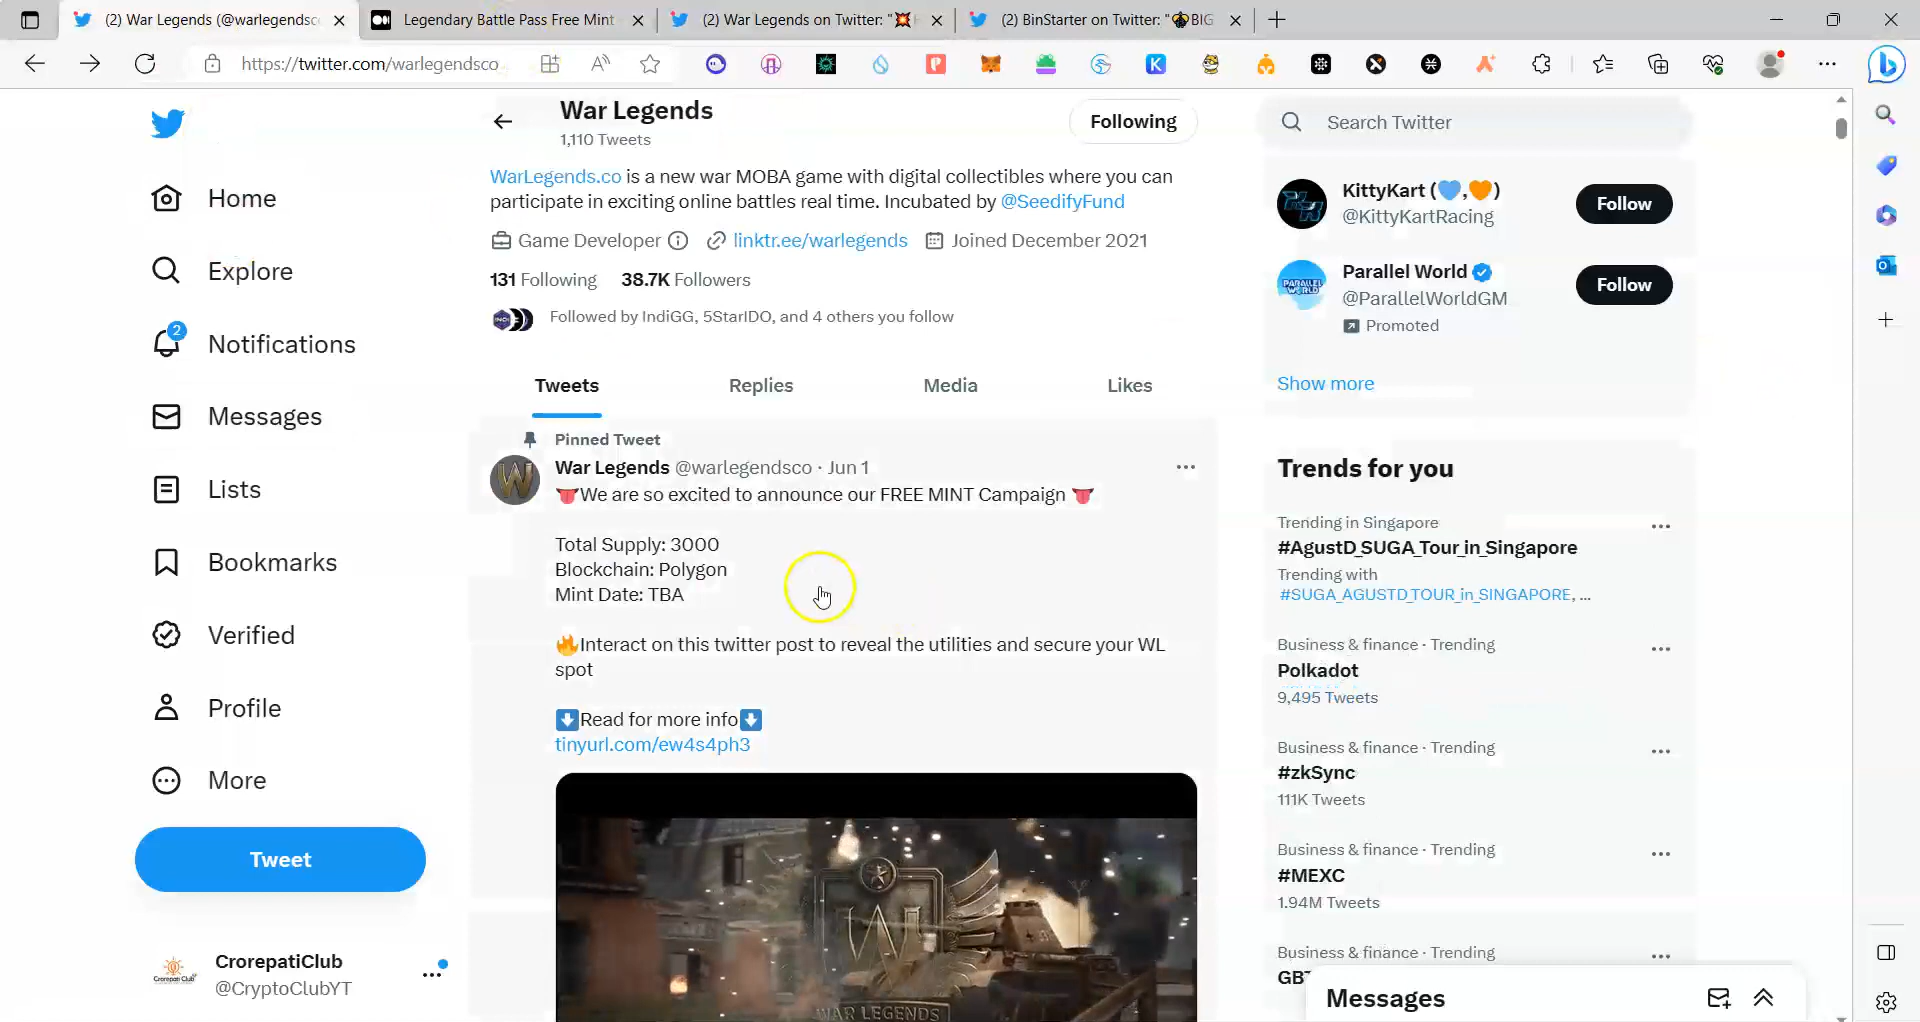 (2) War Legends (@warlegendsco
Legendary Battle Pass Free Mint
(2) War Legends on Twitter: "💥
(2) BinStarter on Twitter: "🐝BIG
https://twitter.com/warlegendsco
War Legends
1,110 Tweets
Following
WarLegends.co is a new war MOBA game with digital collectibles where you can
participate in exciting online battles real time. Incubated by @SeedifyFund
Game Developer
linktr.ee/warlegends
Joined December 2021
131 Following 38.7K Followers
Followed by IndiGG, 5StarIDO, and 4 others you follow
Tweets Replies Media Likes
Pinned Tweet
War Legends @warlegendsco · Jun 1
👅We are so excited to announce our FREE MINT Campaign 👅
Total Supply: 3000
Blockchain: Polygon
Mint Date: TBA
🔥Interact on this twitter post to reveal the utilities and secure your WL
spot
⬇️Read for more info⬇️
tinyurl.com/ew4s4ph3
W
WAR LEGENDS
Home
Explore
2
Notifications
Messages
Lists
Bookmarks
Verified
Profile
More
Tweet
CrorepatiClub
@CryptoClubYT
Search Twitter
KittyKart (💙,🧡)
@KittyKartRacing
Follow
Parallel World
@ParallelWorldGM
Promoted
Follow
Show more
Trends for you
Trending in Singapore
#AgustD_SUGA_Tour_in_Singapore
Trending with
#SUGA_AGUSTD_TOUR_in_SINGAPORE, ...
Business & finance · Trending
Polkadot
9,495 Tweets
Business & finance · Trending
#zkSync
111K Tweets
Business & finance · Trending
#MEXC
1.94M Tweets
Business & finance · Trending
Messages